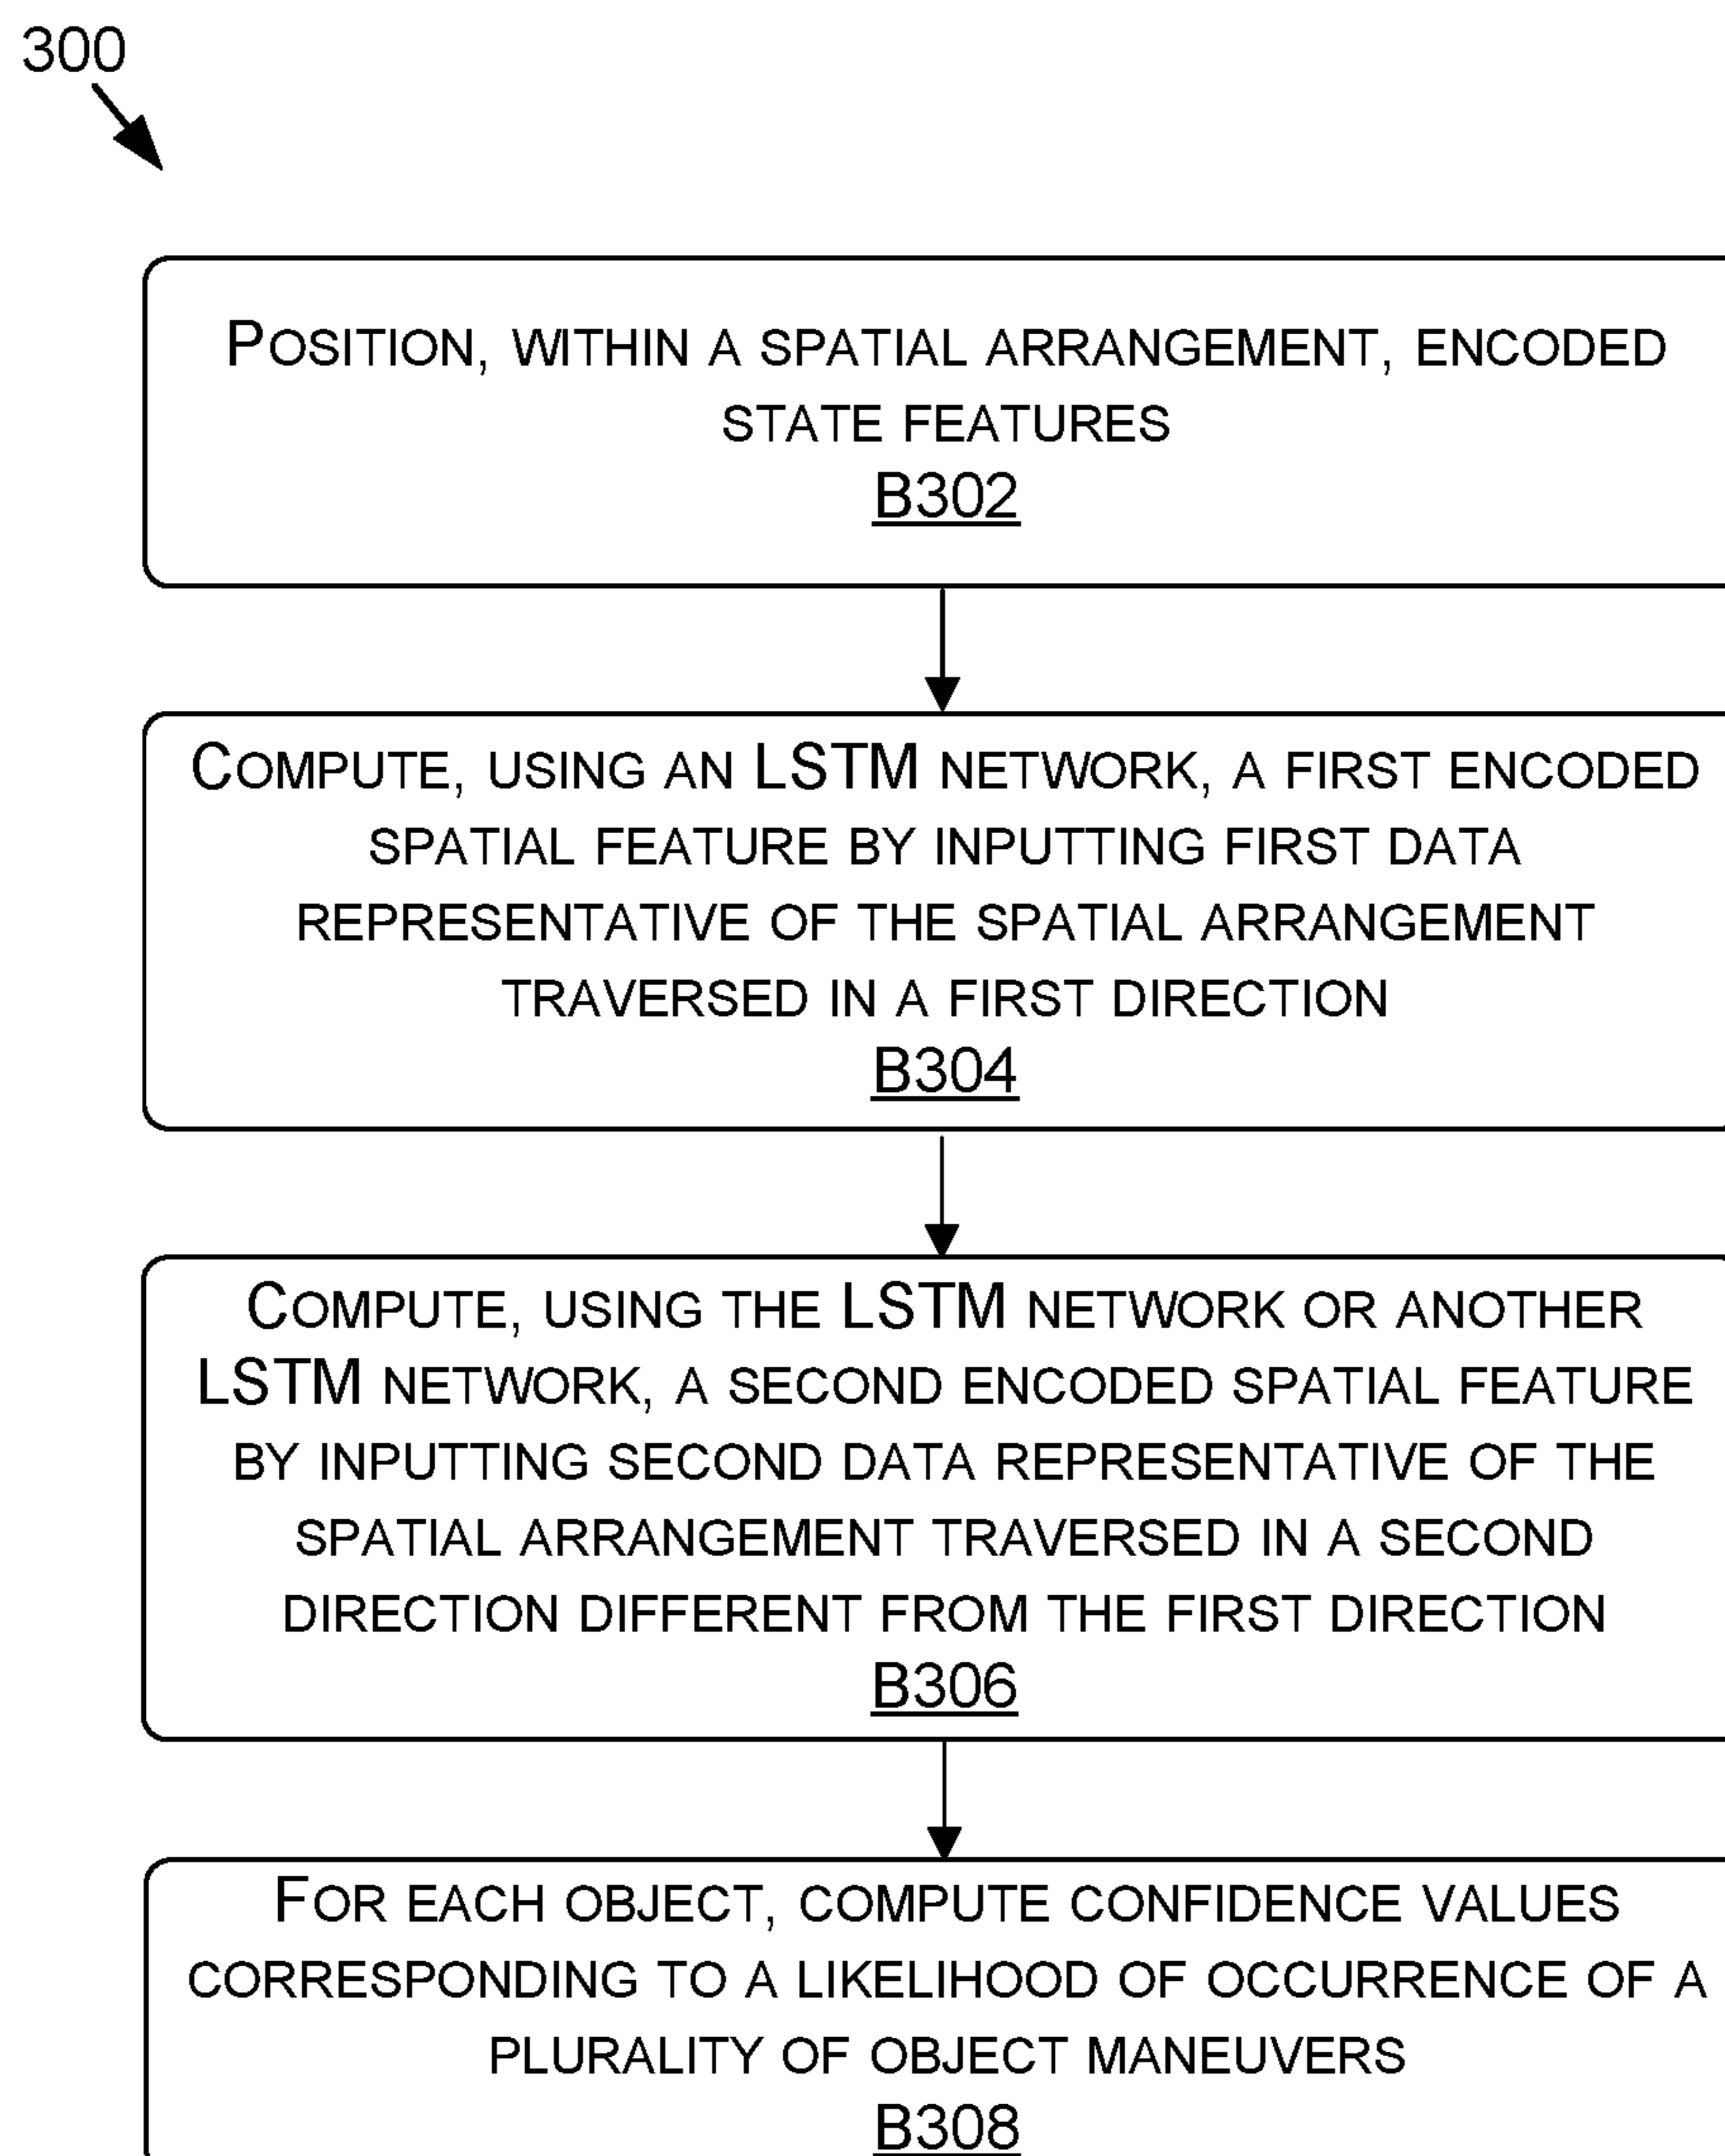 300
POSITION, WITHIN A SPATIAL ARRANGEMENT, ENCODED
STATE FEATURES
B302
COMPUTE, USING AN LSTM NETWORK, A FIRST ENCODED
SPATIAL FEATURE BY INPUTTING FIRST DATA
REPRESENTATIVE OF THE SPATIAL ARRANGEMENT
TRAVERSED IN A FIRST DIRECTION
B304
COMPUTE, USING THE LSTM NETWORK OR ANOTHER
LSTM NETWORK, A SECOND ENCODED SPATIAL FEATURE
BY INPUTTING SECOND DATA REPRESENTATIVE OF THE
SPATIAL ARRANGEMENT TRAVERSED IN A SECOND
DIRECTION DIFFERENT FROM THE FIRST DIRECTION
B306
FOR EACH OBJECT, COMPUTE CONFIDENCE VALUES
CORRESPONDING TO A LIKELIHOOD OF OCCURRENCE OF A
PLURALITY OF OBJECT MANEUVERS
B308